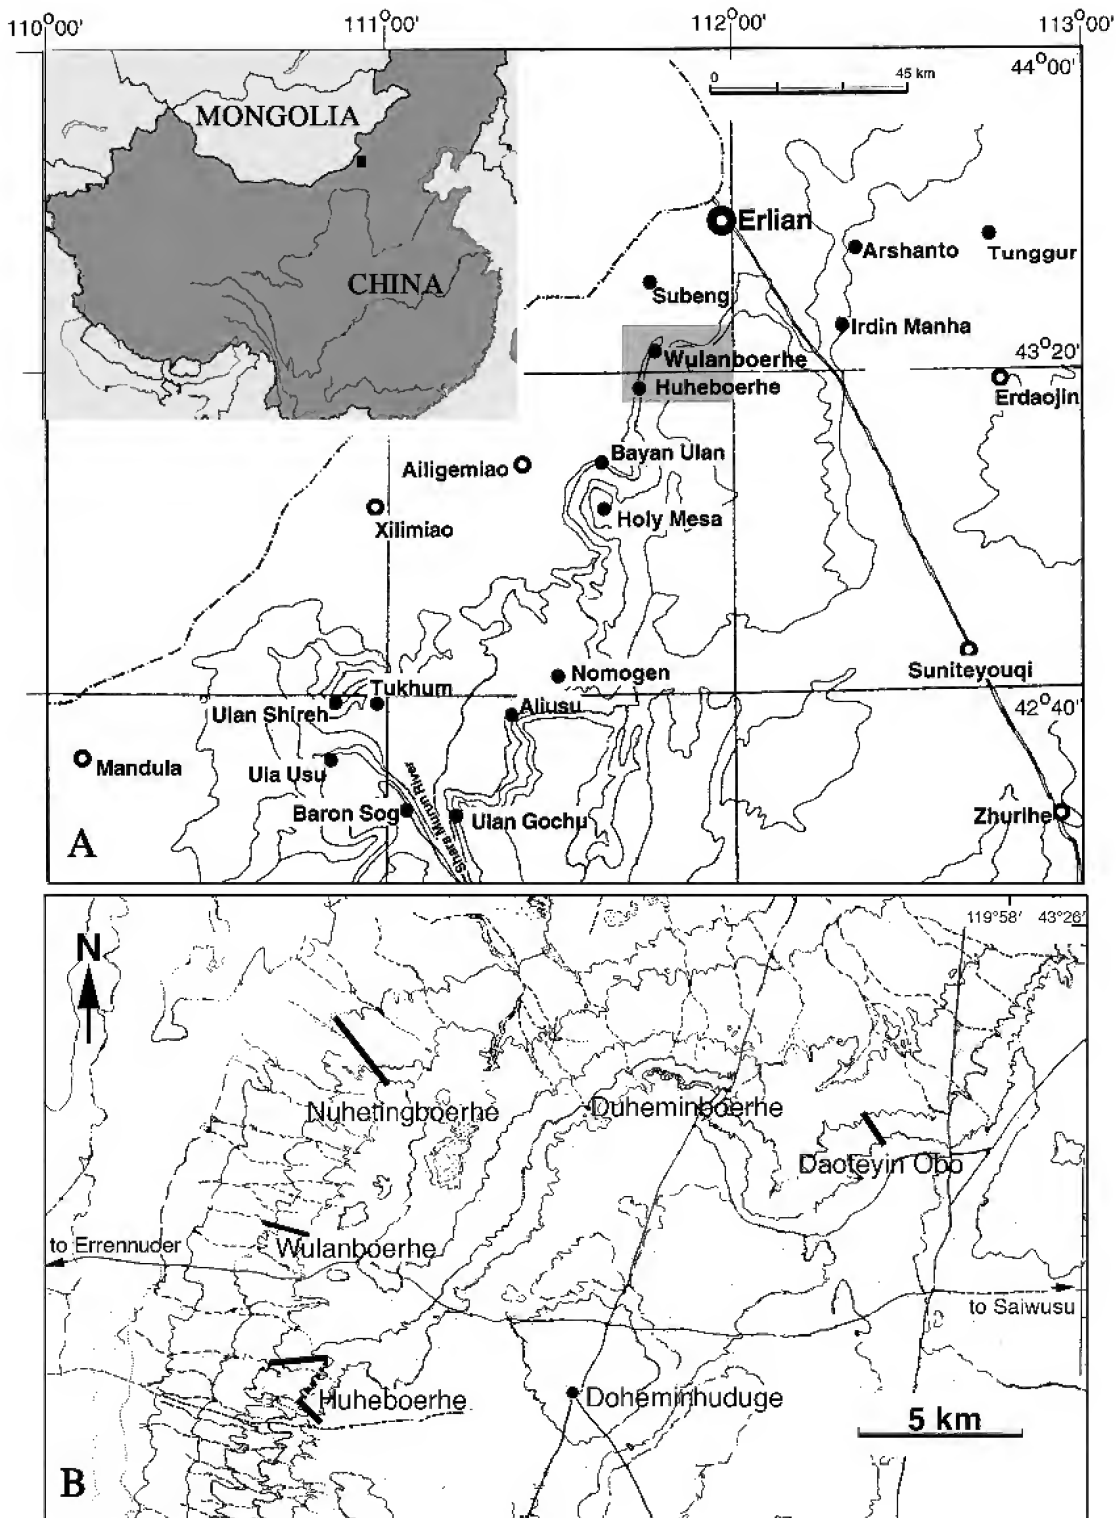 110°00'
111°00'
112°00'
113°00'
44°00'
0 45 km
MONGOLIA
CHINA
Erlian
Arshanto
Tunggur
Subeng
Irdin Manha
Wulanboerhe
43°20'
Huheboerhe
Erdaojin
Bayan Ulan
Ailigemiao
Holy Mesa
Xilimiao
Nomogen
Suniteyouqi
Tukhum
Ulan Shireh
Aliusu
42°40'
Mandula
Ula Usu
Shara Murun River
Baron Sog
Ulan Gochu
Zhurihe
A
119°58' 43°26'
N
Nuhetingboerhe
Duheminboerhe
Daoteyin Obo
to Errennuder
Wulanboerhe
to Saiwusu
Huheboerhe
Doheminhuduge
5 km
B